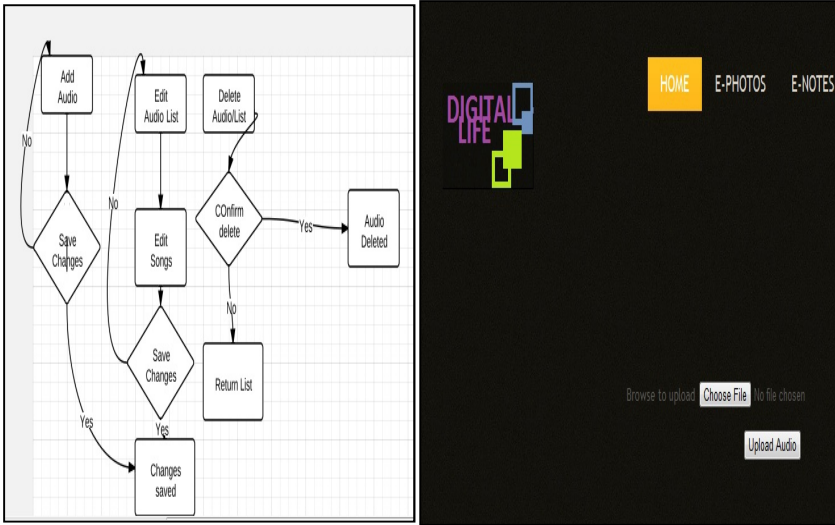 Add
Audio
Edit
Audio List
Delete
Audio/List
No
No
Save
Changes
Edit
Songs
COnfirm
delete
Yes
Audio
Deleted
No
Save
Changes
Return List
Yes
Yes
Changes
saved
DIGITAL
LIFE
HOME E-PHOTOS E-NOTES
Browse to upload Choose File No file chosen
Upload Audio